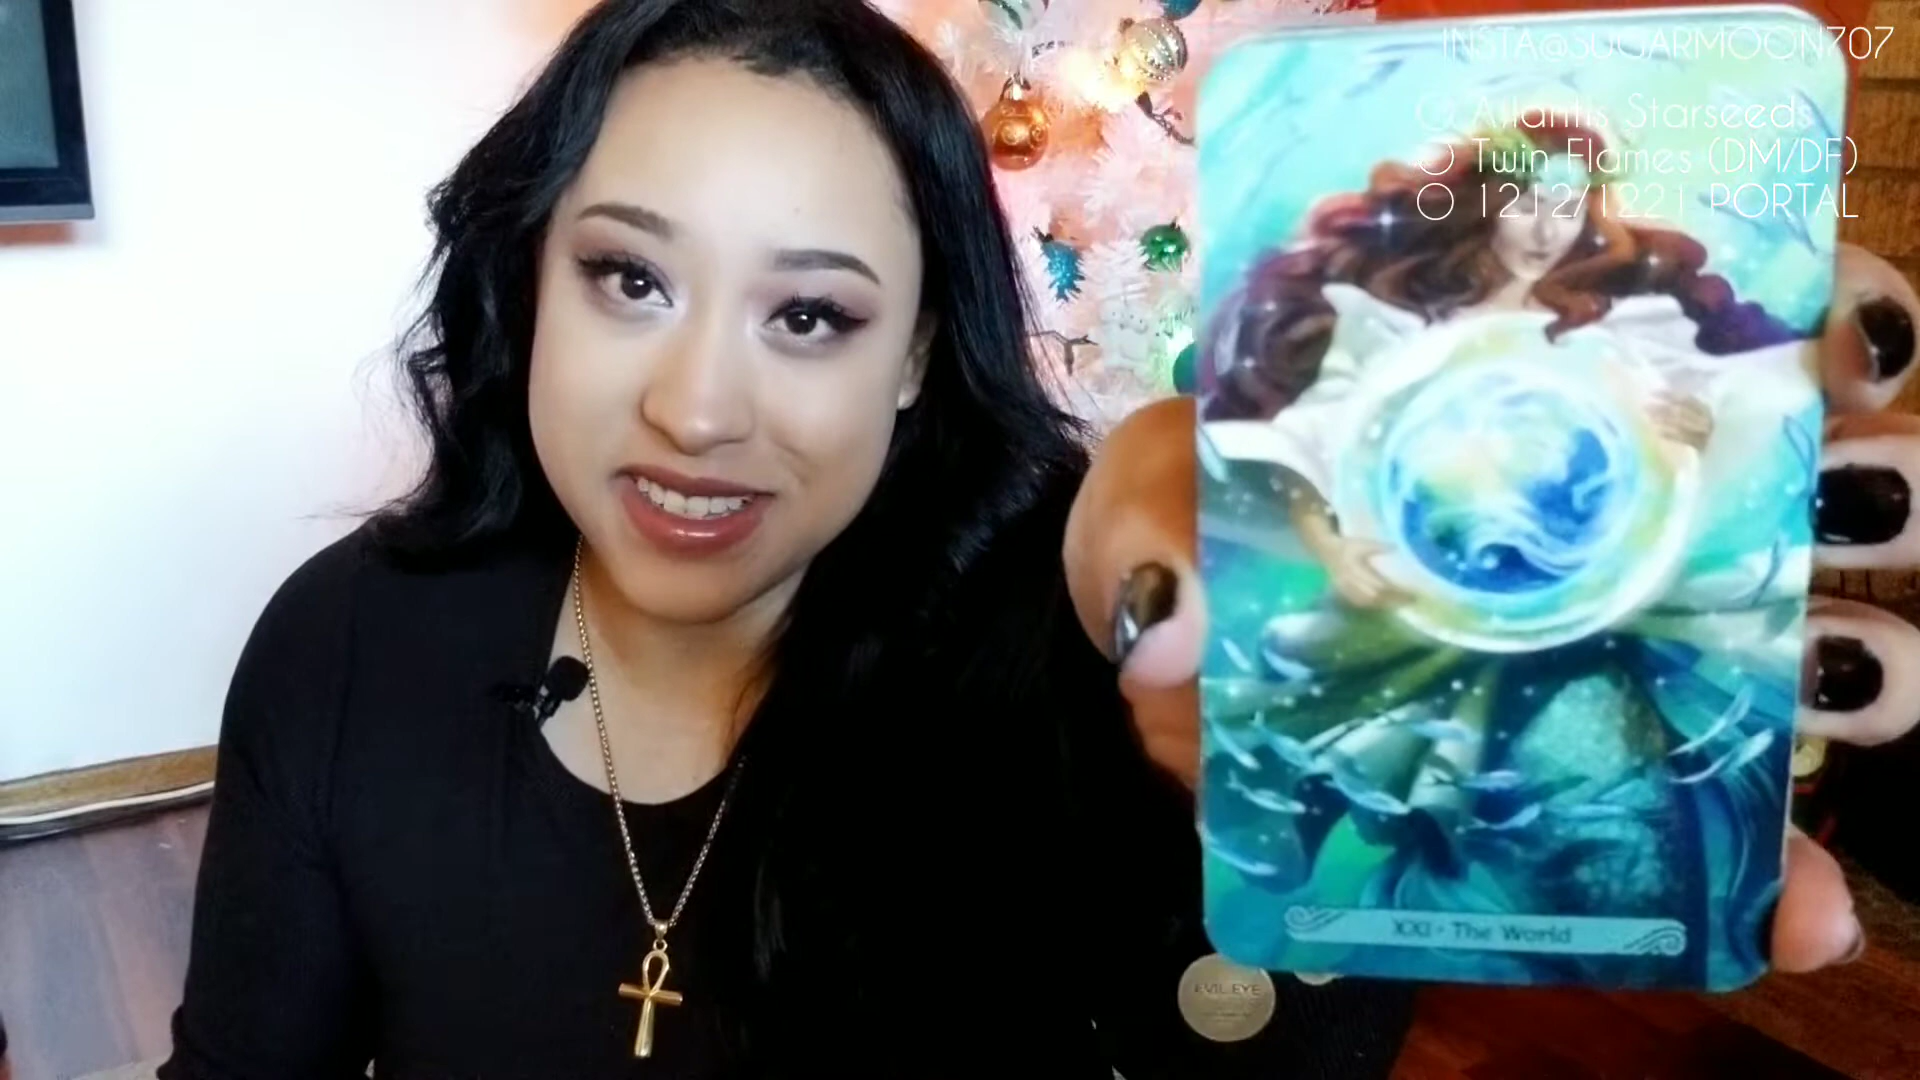 INSTA@SUGARMOON707
Atlantis Starseeds
Twin Flames (DM/DF)
1212/1221 PORTAL
XXI • The World
EVIL EYE